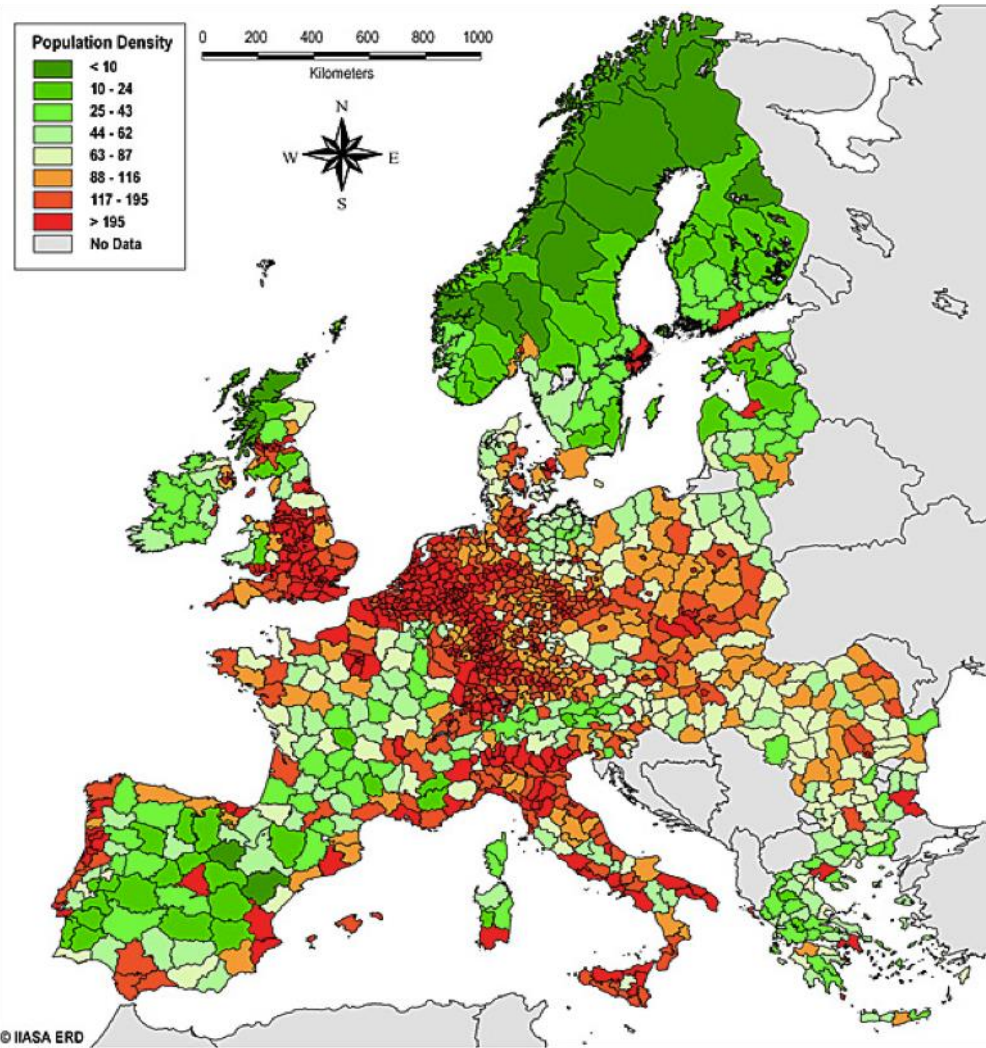 Population Density
< 10
10 - 24
25 - 43
44 - 62
63 - 87
88 - 116
117 - 195
> 195
No Data
0 200 400 600 800 1000
Kilometers
N
W E
S
© IIASA ERD